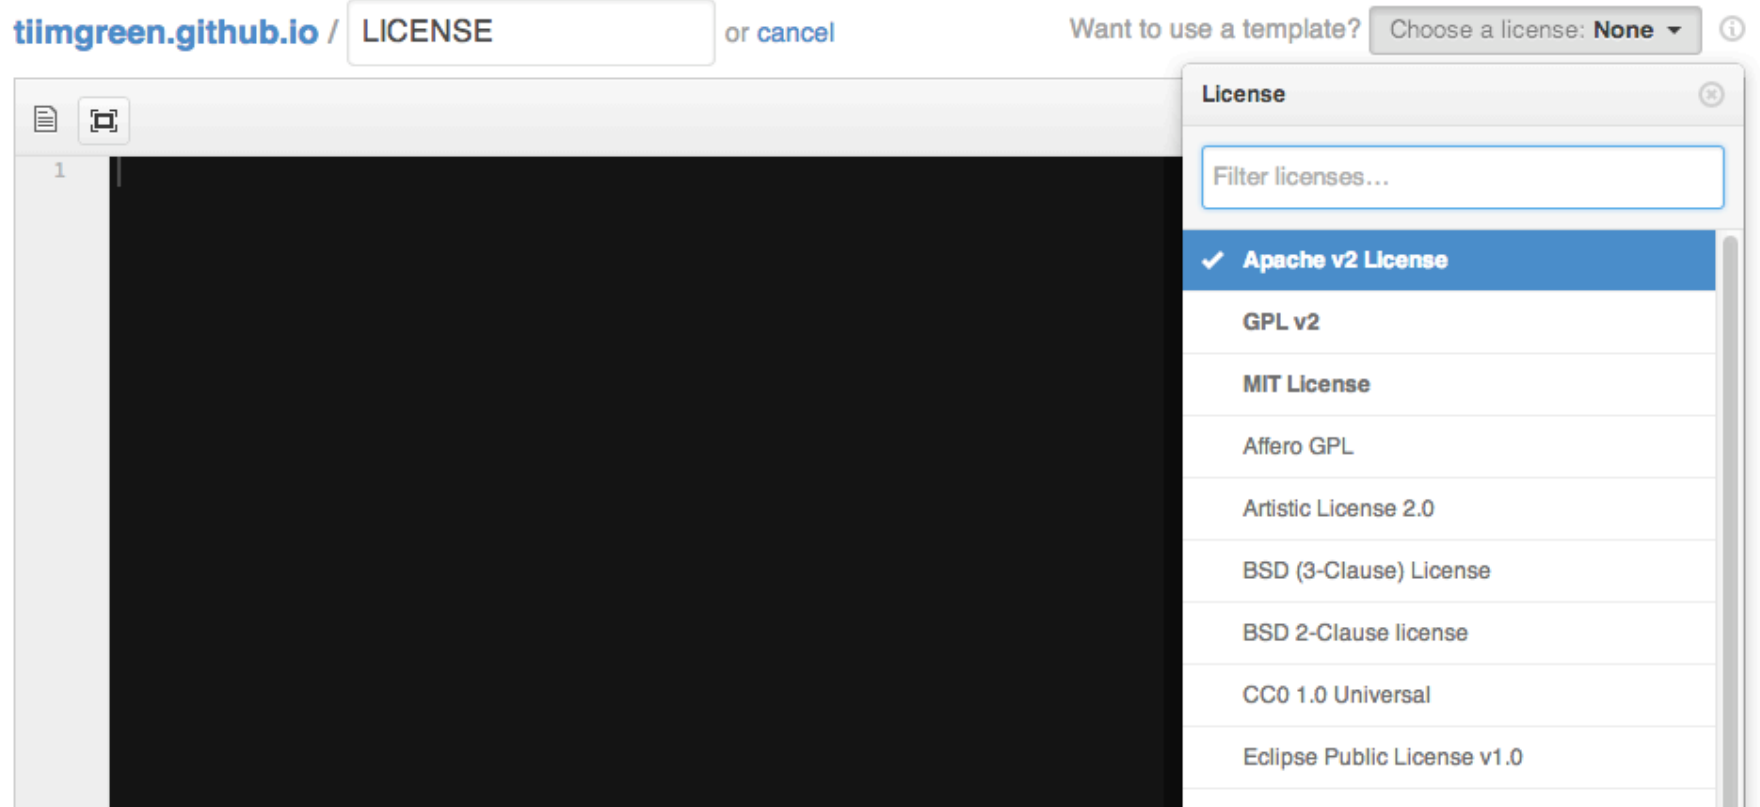 tiimgreen.github.io / LICENSE or cancel
Want to use a template? Choose a license: None
License
Filter licenses...
1
Apache v2 License
GPL v2
MIT License
Affero GPL
Artistic License 2.0
BSD (3-Clause) License
BSD 2-Clause license
CC0 1.0 Universal
Eclipse Public License v1.0